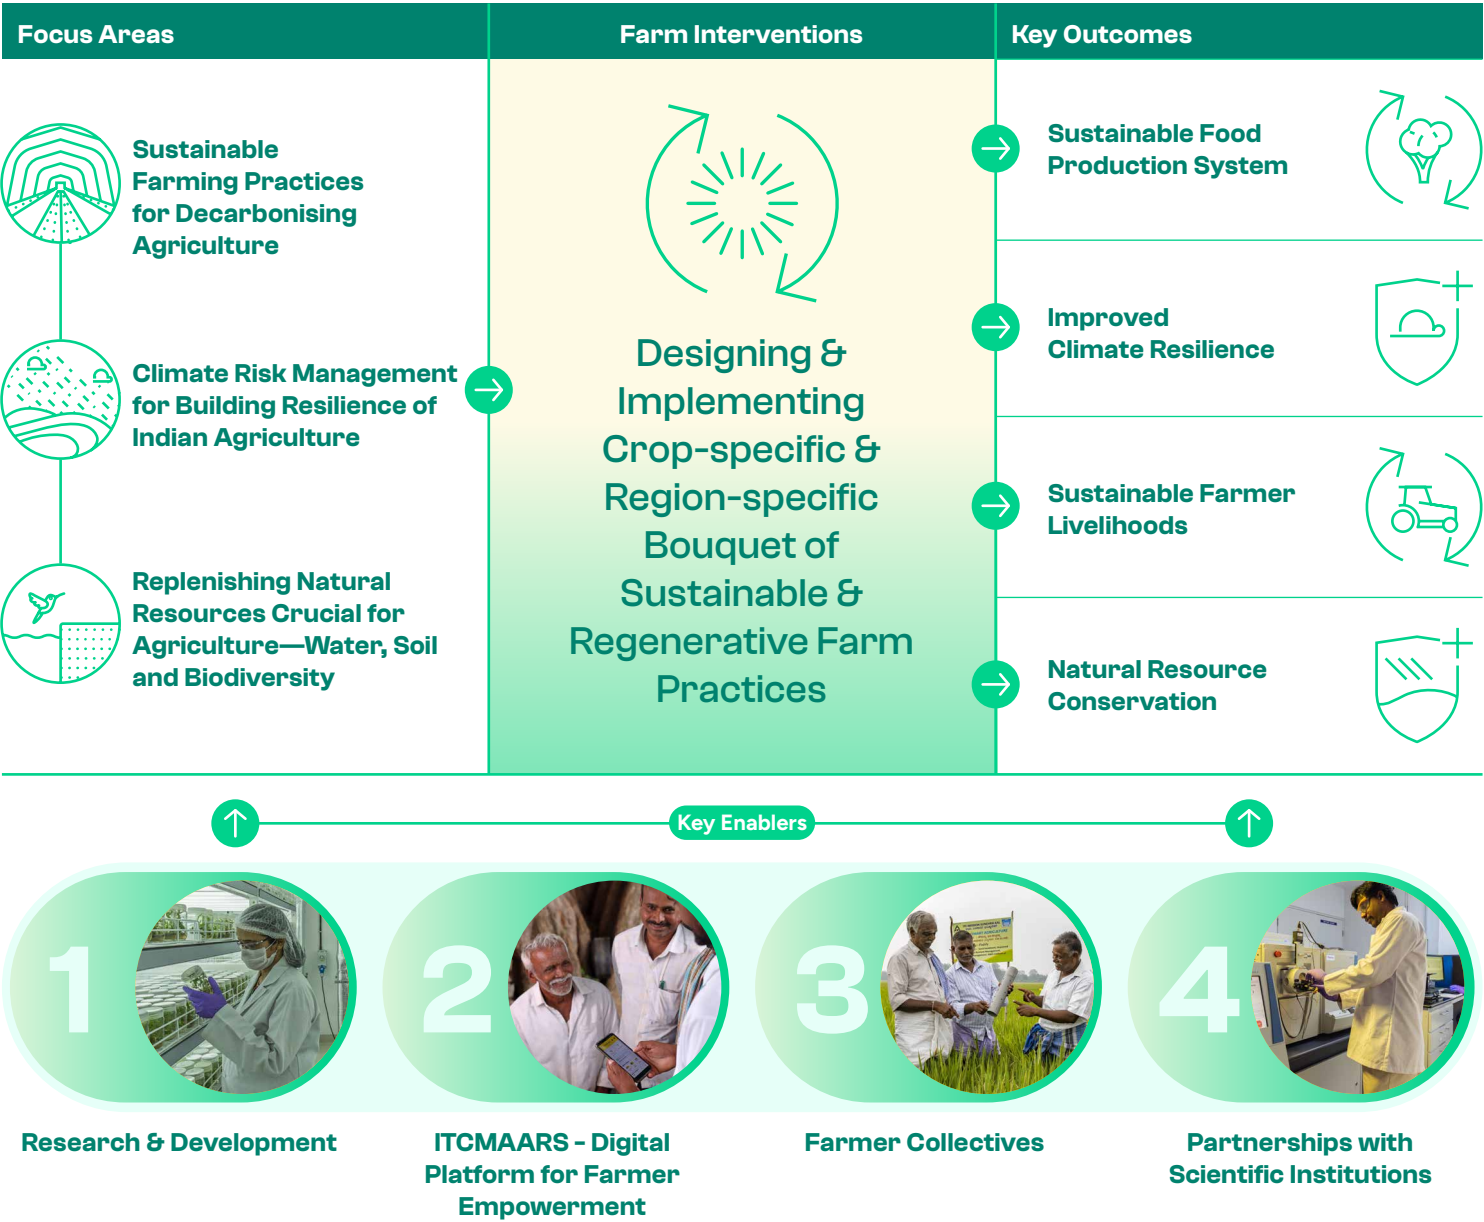 Focus Areas
Farm Interventions
Key Outcomes
Sustainable
Farming Practices
for Decarbonising
Agriculture
Climate Risk Management
for Building Resilience of
Indian Agriculture
Replenishing Natural
Resources Crucial for
Agriculture—Water, Soil
and Biodiversity
Designing &
Implementing
Crop-specific &
Region-specific
Bouquet of
Sustainable &
Regenerative Farm
Practices
Sustainable Food
Production System
Improved
Climate Resilience
Sustainable Farmer
Livelihoods
Natural Resource
Conservation
Key Enablers
1
2
3
4
Research & Development
ITCMAARS - Digital
Platform for Farmer
Empowerment
Farmer Collectives
Partnerships with
Scientific Institutions